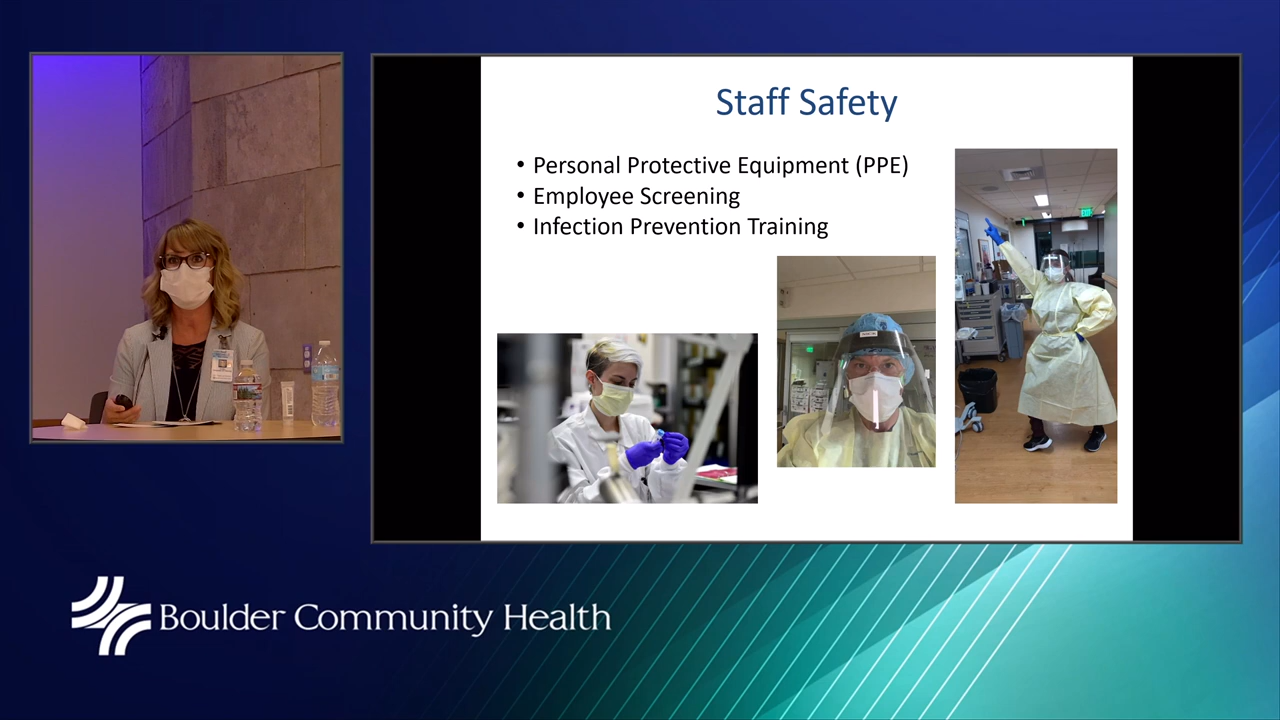 Staff Safety
• Personal Protective Equipment (PPE)
• Employee Screening
• Infection Prevention Training
Boulder Community Health